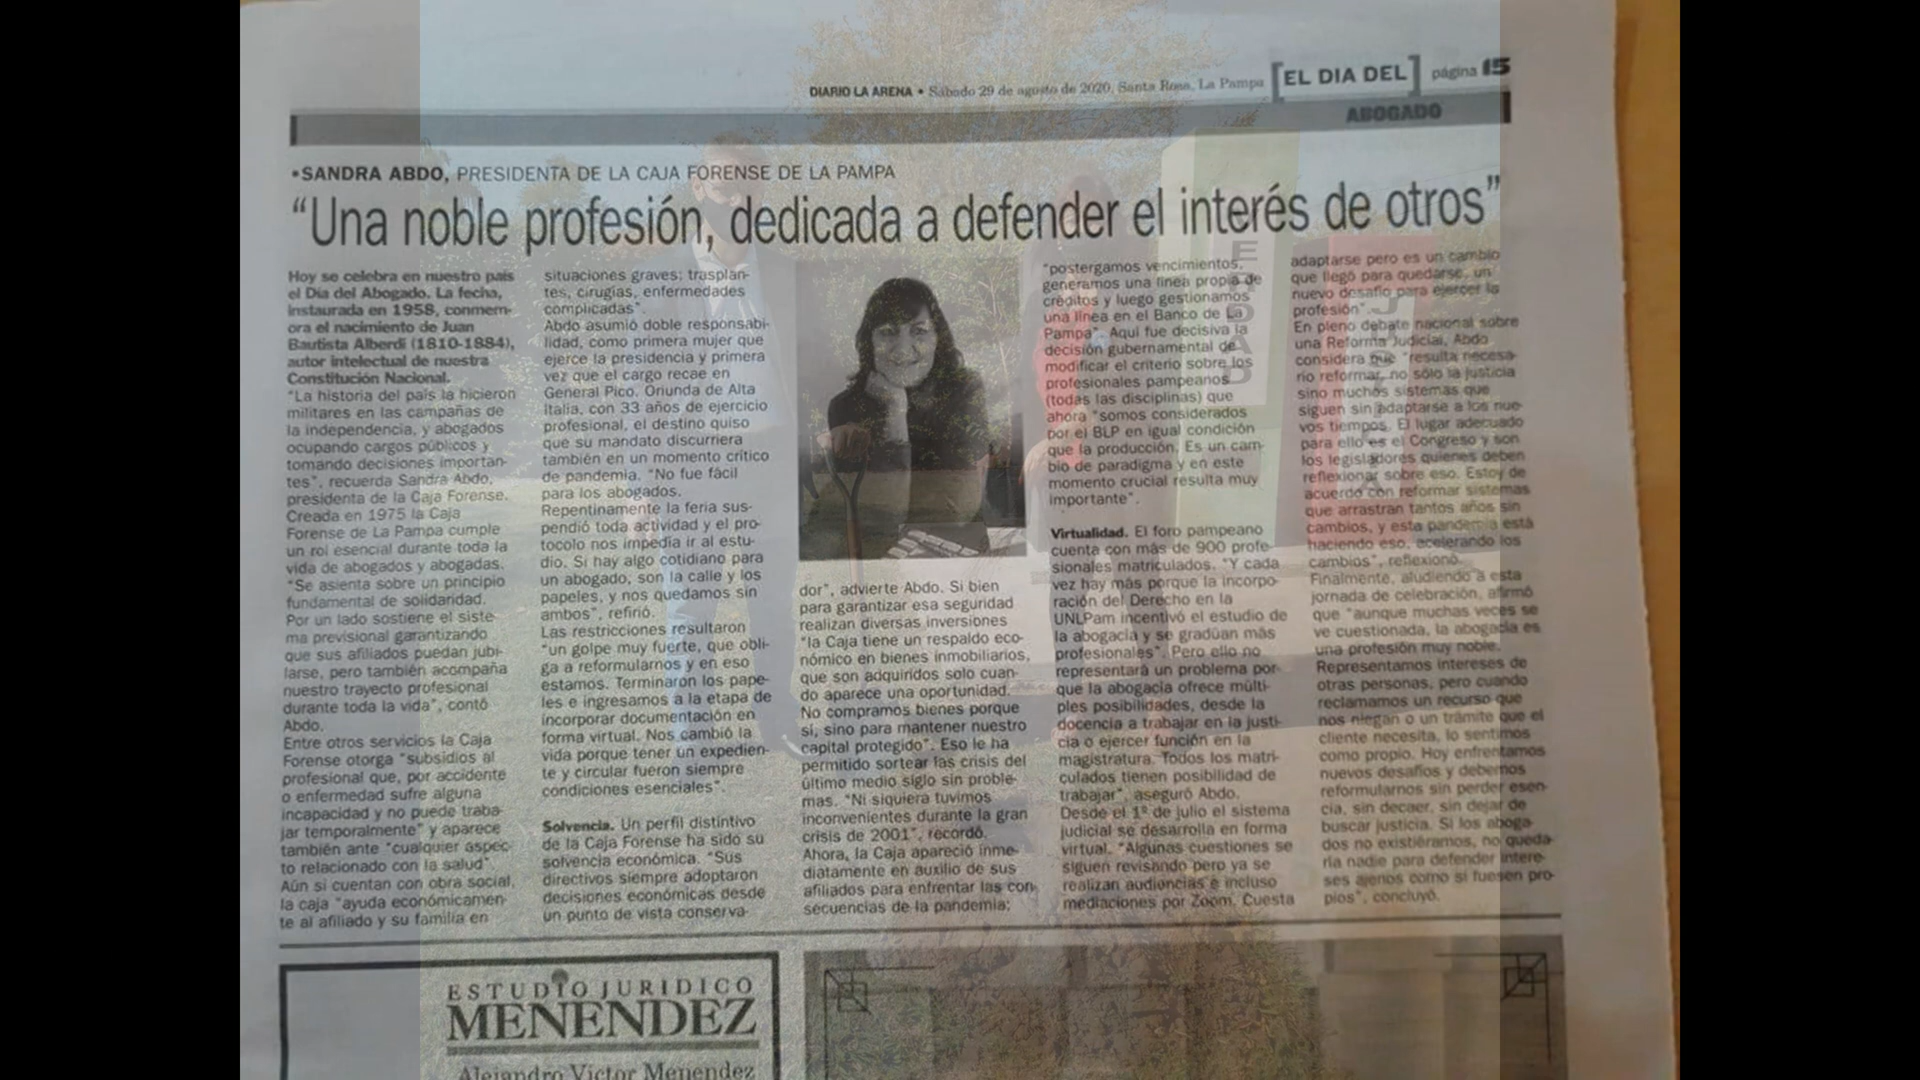 DIARIO LA ARENA • Sábado 29 de agosto de 2020, Santa Rosa, La Pampa [EL DIA DEL] página 15
ABOGADO
•SANDRA ABDO, PRESIDENTA DE LA CAJA FORENSE DE LA PAMPA
“Una noble profesión, dedicada a defender el interés de otros”
Hoy se celebra en nuestro país
el Día del Abogado. La fecha,
instaurada en 1958, conmem-
ora el nacimiento de Juan
Bautista Alberdi (1810-1884),
autor intelectual de nuestra
Constitución Nacional.
“La historia del país la hicieron
militares en las campañas de
la independencia, y abogados
ocupando cargos públicos y
tomando decisiones importan-
tes”, recuerda Sandra Abdo,
presidenta de la Caja Forense.
Creada en 1975 la Caja
Forense de La Pampa cumple
un rol esencial durante toda la
vida de abogados y abogadas.
“Se asienta sobre un principio
fundamental de solidaridad.
Por un lado sostiene el siste-
ma previsional garantizando
que sus afiliados puedan jubi-
larse, pero también acompaña
nuestro trayecto profesional
durante toda la vida”, contó
Abdo.
Entre otros servicios la Caja
Forense otorga “subsidios al
profesional que, por accidente
o enfermedad sufre alguna
incapacidad y no puede traba-
jar temporalmente” y aparece
también ante “cualquier aspec-
to relacionado con la salud”.
Aún si cuentan con obra social,
la caja “ayuda económicamen-
te al afiliado y su familia en
situaciones graves: trasplan-
tes, cirugías, enfermedades
complicadas”.
Abdo asumió doble responsabi-
lidad, como primera mujer que
ejerce la presidencia y primera
vez que el cargo recae en
General Pico. Oriunda de Alta
Italia, con 33 años de ejercicio
profesional, el destino quiso
que su mandato discurriera
también en un momento crítico
de pandemia. “No fue fácil
para los abogados.
Repentinamente la feria sus-
pendió toda actividad y el pro-
tocolo nos impedía ir al estu-
dio. Si hay algo cotidiano para
un abogado, son la calle y los
papeles, y nos quedamos sin
ambos”, refirió.
Las restricciones resultaron
“un golpe muy fuerte, que obli-
ga a reformularnos y en eso
estamos. Terminaron los pape-
les e ingresamos a la etapa de
incorporar documentación en
forma virtual. Nos cambió la
vida porque tener un expedien-
te y circular fueron siempre
condiciones esenciales”.
Solvencia. Un perfil distintivo
de la Caja Forense ha sido su
solvencia económica. “Sus
directivos siempre adoptaron
decisiones económicas desde
un punto de vista conserva-
dor”, advierte Abdo. Si bien
para garantizar esa seguridad
realizan diversas inversiones
“la Caja tiene un respaldo eco-
nómico en bienes inmobiliarios,
que son adquiridos solo cuan-
do aparece una oportunidad.
No compramos bienes porque
sí, sino para mantener nuestro
capital protegido”. Eso le ha
permitido sortear las crisis del
último medio siglo sin proble-
mas. “Ni siquiera tuvimos
inconvenientes durante la gran
crisis de 2001”, recordó.
Ahora, la Caja apareció inme-
diatamente en auxilio de sus
afiliados para enfrentar las con-
secuencias de la pandemia:
“postergamos vencimientos,
generamos una línea propia de
créditos y luego gestionamos
una línea en el Banco de La
Pampa”. Aquí fue decisiva la
decisión gubernamental de
modificar el criterio sobre los
profesionales pampeanos
(todas las disciplinas) que
ahora “somos considerados
por el BLP en igual condición
que la producción. Es un cam-
bio de paradigma y en este
momento crucial resulta muy
importante”.
Virtualidad. El foro pampeano
cuenta con más de 900 profe-
sionales matriculados. “Y cada
vez hay más porque la incorpo-
ración del Derecho en la
UNLPam incentivó el estudio de
la abogacía y se gradúan más
profesionales”. Pero ello no
representará un problema por-
que la abogacía ofrece múlti-
ples posibilidades, desde la
docencia a trabajar en la justi-
cia o ejercer función en la
magistratura. Todos los matri-
culados tienen posibilidad de
trabajar”, aseguró Abdo.
Desde el 1º de julio el sistema
judicial se desarrolla en forma
virtual. “Algunas cuestiones se
siguen revisando pero ya se
realizan audiencias e incluso
mediaciones por Zoom. Cuesta
adaptarse pero es un cambio
que llegó para quedarse, un
nuevo desafío para ejercer la
profesión”.
En pleno debate nacional sobre
una Reforma Judicial, Abdo
considera que “resulta necesa-
rio reformar, no sólo la justicia
sino muchos sistemas que
siguen sin adaptarse a los nue-
vos tiempos. El lugar adecuado
para ello es el Congreso y son
los legisladores quienes deben
reflexionar sobre eso. Estoy de
acuerdo con reformar sistemas
que arrastran tantos años sin
cambios, y esta pandemia está
haciendo eso, acelerando los
cambios”, reflexionó.
Finalmente, aludiendo a esta
jornada de celebración, afirmó
que “aunque muchas veces se
ve cuestionada, la abogacía es
una profesión muy noble.
Representamos intereses de
otras personas, pero cuando
reclamamos un recurso que
nos niegan o un trámite que el
cliente necesita, lo sentimos
como propio. Hoy enfrentamos
nuevos desafíos y debemos
reformularnos sin perder esen-
cia, sin decaer, sin dejar de
buscar justicia. Si los aboga-
dos no existiéramos, no queda-
ría nadie para defender intere-
ses ajenos como si fuesen pro-
pios”, concluyó.
ESTUDIO JURIDICO
MENENDEZ
Alejandro Víctor Menendez